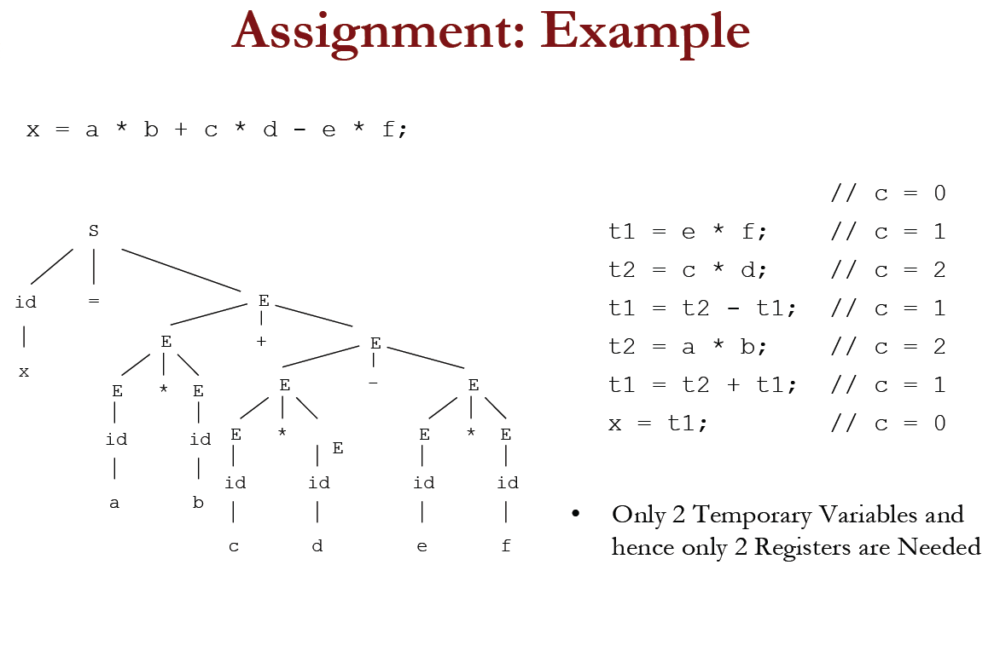 Assignment: Example
x = a * b + c * d - e * f;
S
id =
E
x
E + E
E * E
E - E
id id
E * E
E * E
a b
id id id id
c d e f
// c = 0
t1 = e * f; // c = 1
t2 = c * d; // c = 2
t1 = t2 - t1; // c = 1
t2 = a * b; // c = 2
t1 = t2 + t1; // c = 1
x = t1; // c = 0
• Only 2 Temporary Variables and
hence only 2 Registers are Needed